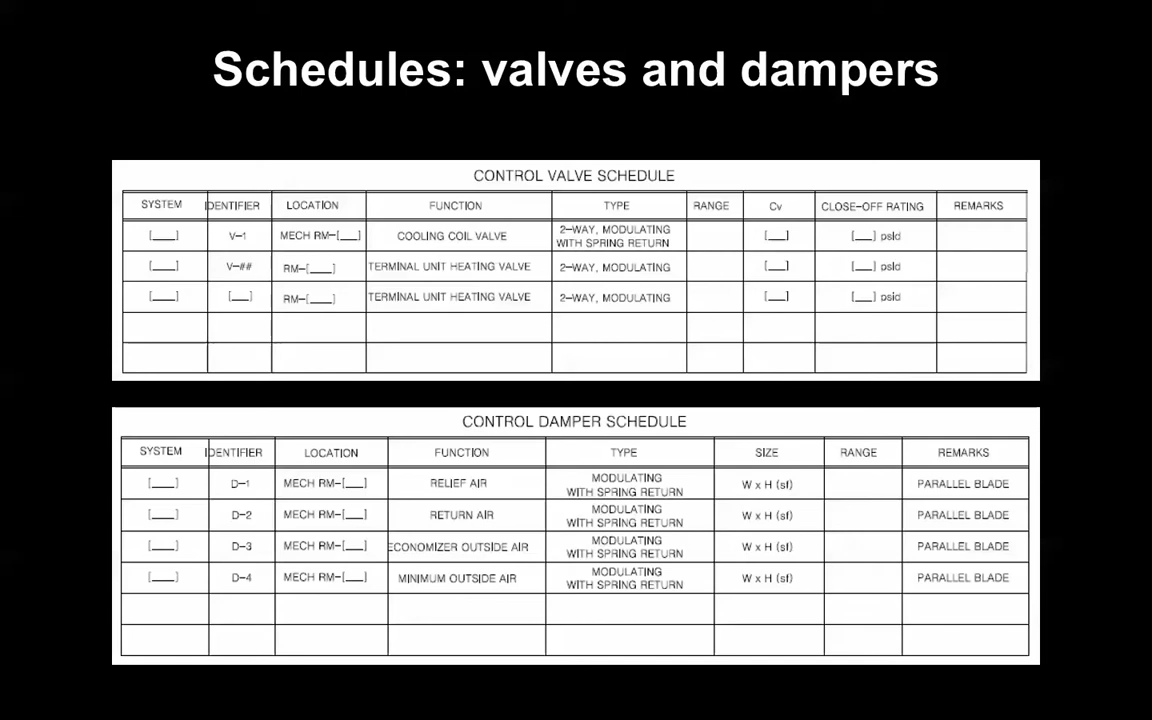 Schedules: valves and dampers
CONTROL VALVE SCHEDULE
SYSTEM IDENTIFIER LOCATION FUNCTION TYPE RANGE Cv CLOSE-OFF RATING REMARKS
[___] V-1 MECH RM-[___] COOLING COIL VALVE 2-WAY, MODULATING WITH SPRING RETURN [___] [___] psid
[___] V-## RM-[___] TERMINAL UNIT HEATING VALVE 2-WAY, MODULATING [___] [___] psid
[___] [___] RM-[___] TERMINAL UNIT HEATING VALVE 2-WAY, MODULATING [___] [___] psid
CONTROL DAMPER SCHEDULE
SYSTEM IDENTIFIER LOCATION FUNCTION TYPE SIZE RANGE REMARKS
[___] D-1 MECH RM-[___] RELIEF AIR MODULATING WITH SPRING RETURN W x H (sf) PARALLEL BLADE
[___] D-2 MECH RM-[___] RETURN AIR MODULATING WITH SPRING RETURN W x H (sf) PARALLEL BLADE
[___] D-3 MECH RM-[___] ECONOMIZER OUTSIDE AIR MODULATING WITH SPRING RETURN W x H (sf) PARALLEL BLADE
[___] D-4 MECH RM-[___] MINIMUM OUTSIDE AIR MODULATING WITH SPRING RETURN W x H (sf) PARALLEL BLADE